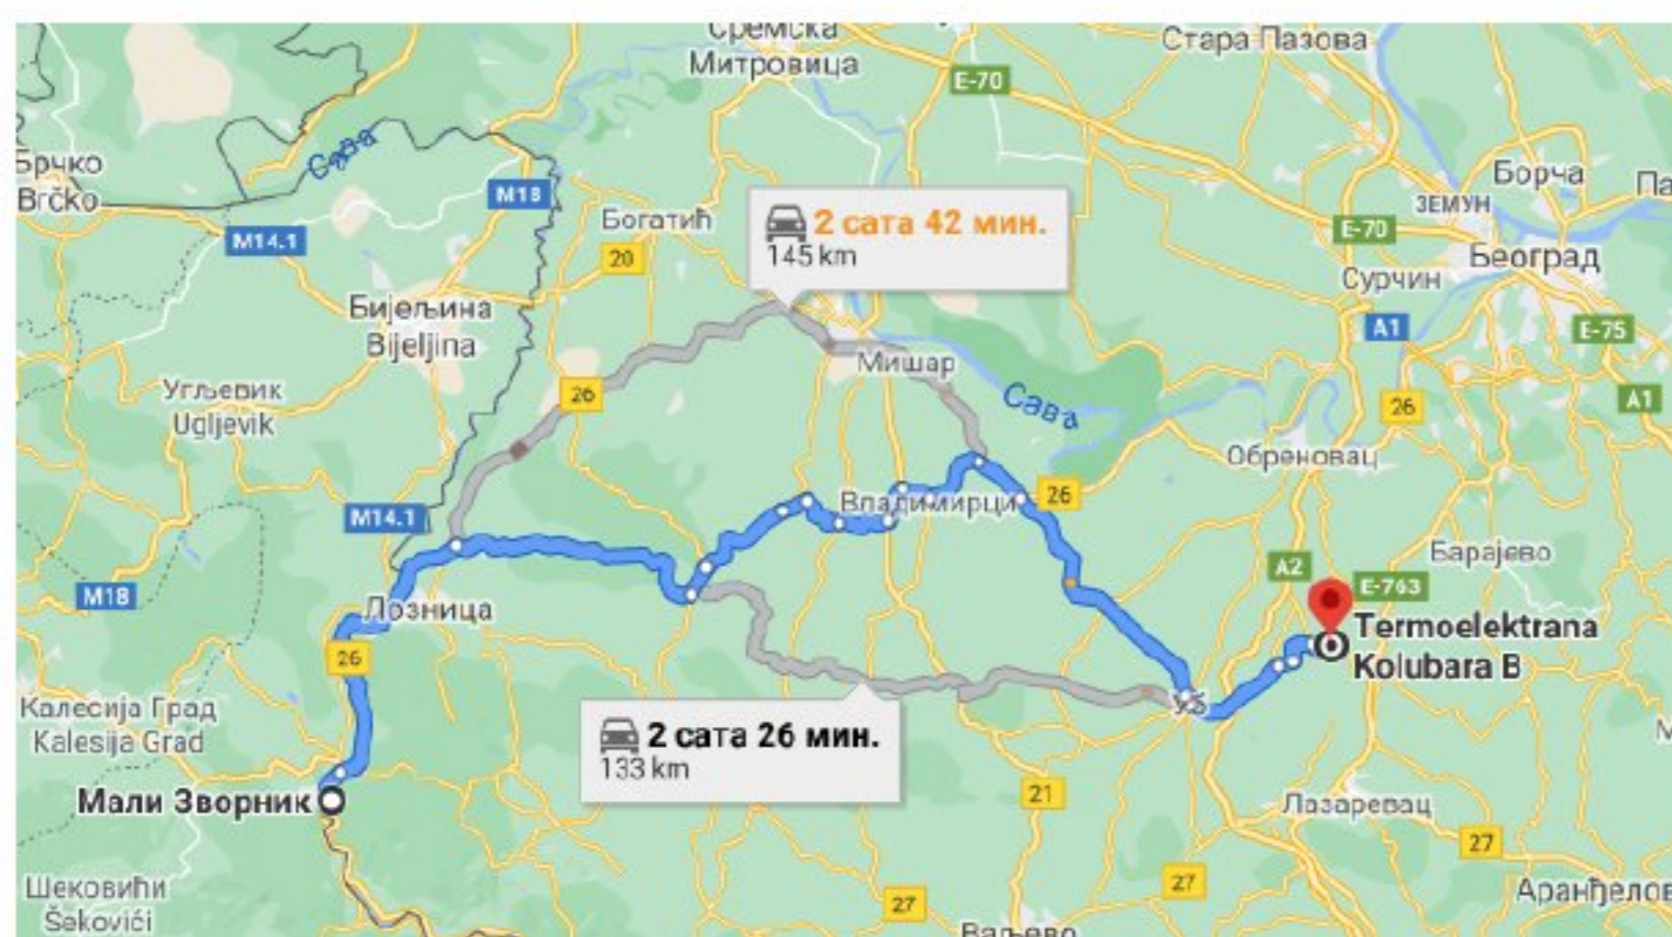 Сремска
Митровица
Стара Пазова
E-70
Брчко
Brčko
Сава
M18
Богатић
2 сата 42 мин.
145 km
Борча
ЗЕМУН
E-70
M14.1
20
Београд
Сурчин
Бијељина
Bijeljina
A1
E-75
Мишар
Угљевик
Ugljevik
26
Сава
26
A1
Обреновац
M14.1
Владимирци
26
Барајево
A2
E-763
M18
Лозница
Termoelektrana
Kolubara B
26
Калесија Град
Kalesija Grad
Уб
2 сата 26 мин.
133 km
Мали Зворник
21
Лазаревац
27
Шековићи
Šekovići
27
27
Аранђелов
Ваљево